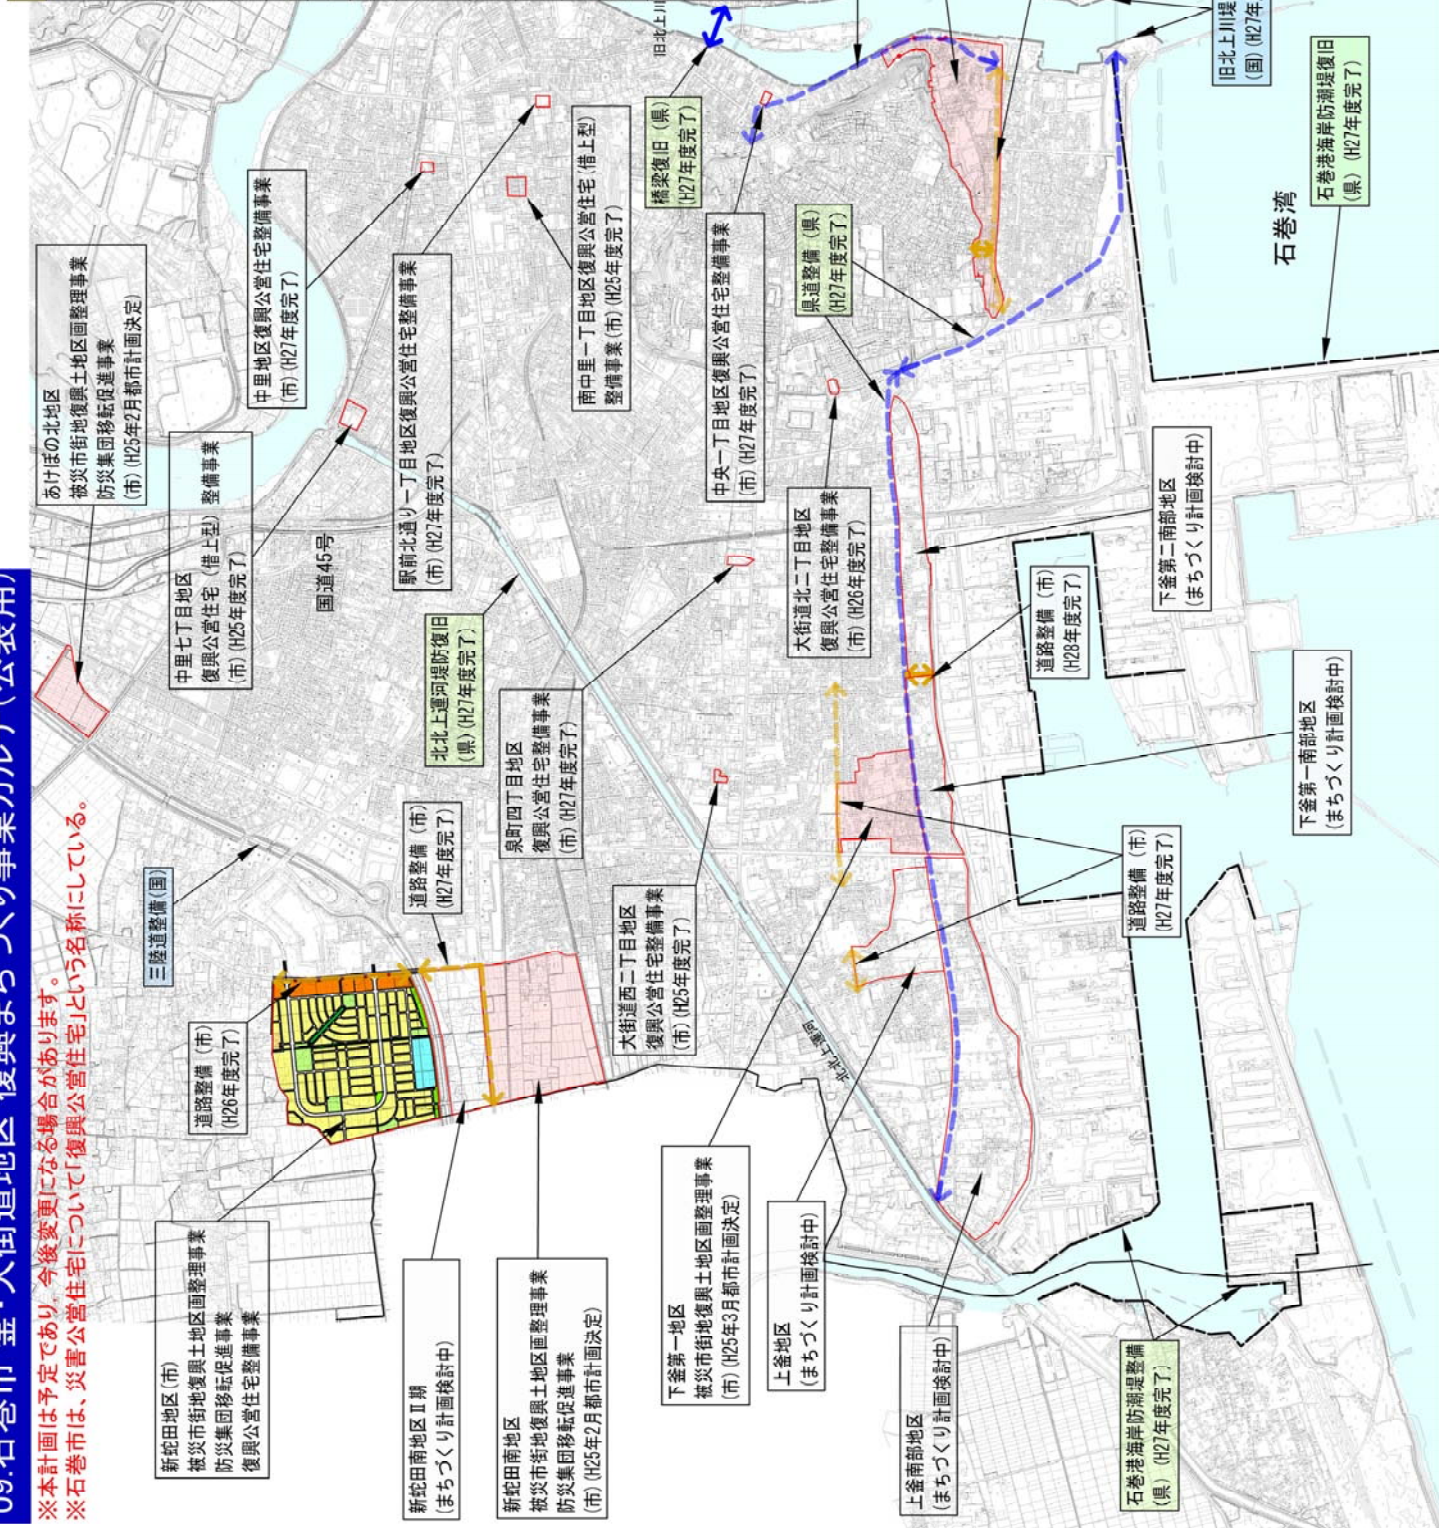 09.石巻市 釜・大街道地区 復興まちづくり事業カルテ(公表用)
※本計画は予定であり、今後変更になる場合があります。
※石巻市は、災害公営住宅について「復興公営住宅」という名称にしている。
新蛇田地区(市)
被災市街地復興土地区画整理事業
防災集団移転促進事業
復興公営住宅整備事業
道路整備(市)
(H26年度完了)
三陸道整備(国)
新蛇田南地区Ⅱ期
(まちづくり計画検討中)
道路整備(市)
(H27年度完了)
新蛇田南地区
被災市街地復興土地区画整理事業
防災集団移転促進事業
(市)(H25年2月都市計画決定)
あけぼの北地区
被災市街地復興土地区画整理事業
防災集団移転促進事業
(市)(H25年2月都市計画決定)
中里七丁目地区
復興公営住宅(借上型)整備事業
(市)(H25年度完了)
国道45号
中里地区復興公営住宅整備事業
(市)(H27年度完了)
駅前北通り一丁目地区復興公営住宅整備事業
(市)(H27年度完了)
南中里一丁目地区復興公営住宅(借上型)
整備事業(市)(H25年度完了)
北北上運河堤防復旧
(県)(H27年度完了)
泉町四丁目地区
復興公営住宅整備事業
(市)(H27年度完了)
大街道西二丁目地区
復興公営住宅整備事業
(市)(H25年度完了)
北北上運河
旧北上川
橋梁復旧(県)
(H27年度完了)
中央一丁目地区復興公営住宅整備事業
(市)(H27年度完了)
県道整備(県)
(H27年度完了)
大街道北二丁目地区
復興公営住宅整備事業
(市)(H26年度完了)
下釜第一地区
被災市街地復興土地区画整理事業
(市)(H25年3月都市計画決定)
上釜地区
(まちづくり計画検討中)
上釜南部地区
(まちづくり計画検討中)
道路整備(市)
(H28年度完了)
道路整備(市)
(H27年度完了)
下釜第二南部地区
(まちづくり計画検討中)
下釜第一南部地区
(まちづくり計画検討中)
石巻港海岸防潮堤整備
(県)(H27年度完了)
旧北上川堤
(国)(H27年
石巻湾
石巻港海岸防潮堤復旧
(県)(H27年度完了)